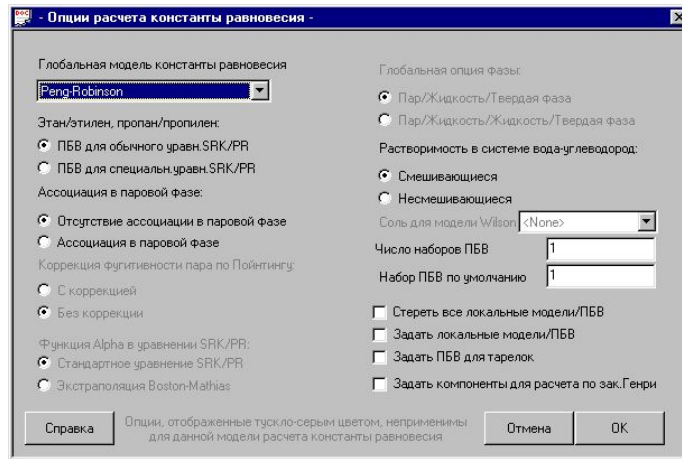 - Опции расчета константы равновесия -
Глобальная модель константы равновесия
Peng-Robinson
Этан/этилен, пропан/пропилен:
ПБВ для обычного уравн.SRK/PR
ПБВ для специальн.уравн.SRK/PR
Ассоциация в паровой фазе:
Отсутствие ассоциации в паровой фазе
Ассоциация в паровой фазе
Коррекция фугитивности пара по Пойнтингу:
С коррекцией
Без коррекции
Функция Alpha в уравнении SRK/PR:
Стандартное уравнение SRK/PR
Экстраполяция Boston-Mathias
Глобальная опция фазы:
Пар/Жидкость/Твердая фаза
Пар/Жидкость/Жидкость/Твердая фаза
Растворимость в системе вода-углеводород:
Смешивающиеся
Несмешивающиеся
Соль для модели Wilson <None>
Число наборов ПБВ 1
Набор ПБВ по умолчанию 1
Стереть все локальные модели/ПБВ
Задать локальные модели/ПБВ
Задать ПБВ для тарелок
Задать компоненты для расчета по зак.Генри
Справка
Опции, отображенные тускло-серым цветом, неприменимы
для данной модели расчета константы равновесия
Отмена
OK